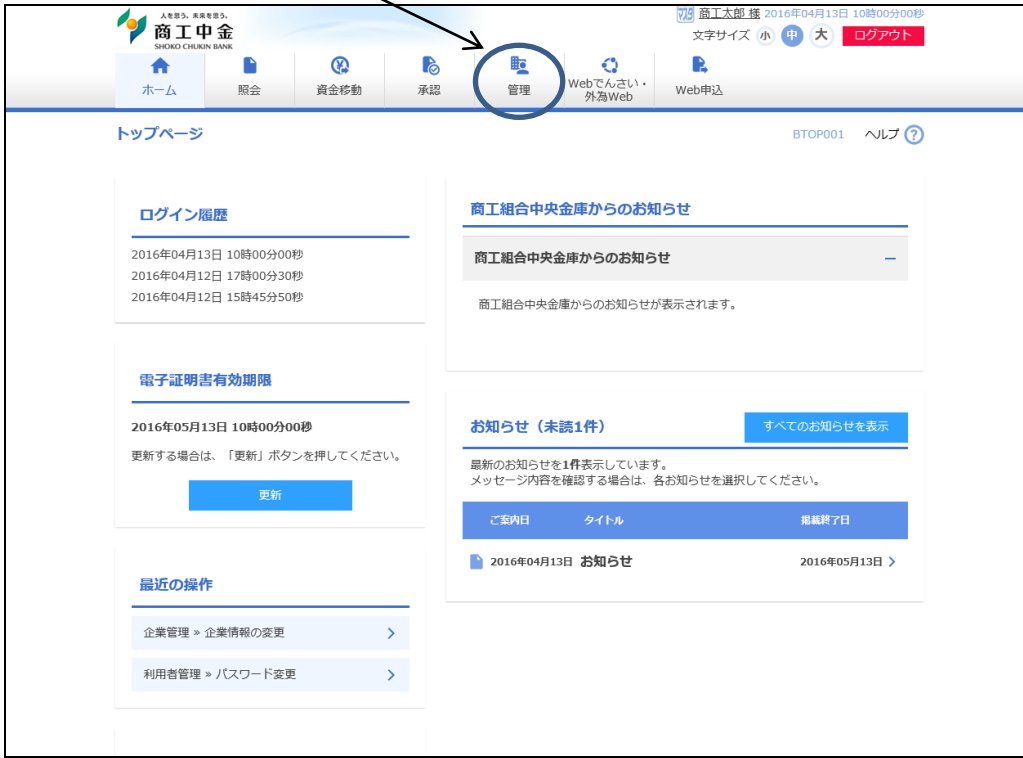 人を思う。未来を思う。
商工中金
SHOKO CHUKIN BANK
商工太郎 様 2016年04月13日 10時00分00秒
文字サイズ 小 中 大 ログアウト
ホーム 照会 資金移動 承認 管理 Webでんさい・外為Web Web申込
トップページ
BTOP001 ヘルプ ?
ログイン履歴
2016年04月13日 10時00分00秒
2016年04月12日 17時00分30秒
2016年04月12日 15時45分50秒
電子証明書有効期限
2016年05月13日 10時00分00秒
更新する場合は、「更新」ボタンを押してください。
更新
最近の操作
企業管理 » 企業情報の変更
利用者管理 » パスワード変更
商工組合中央金庫からのお知らせ
商工組合中央金庫からのお知らせ
商工組合中央金庫からのお知らせが表示されます。
お知らせ（未読1件）
すべてのお知らせを表示
最新のお知らせを1件表示しています。
メッセージ内容を確認する場合は、各お知らせを選択してください。
ご案内日 タイトル 掲載終了日
2016年04月13日 お知らせ 2016年05月13日